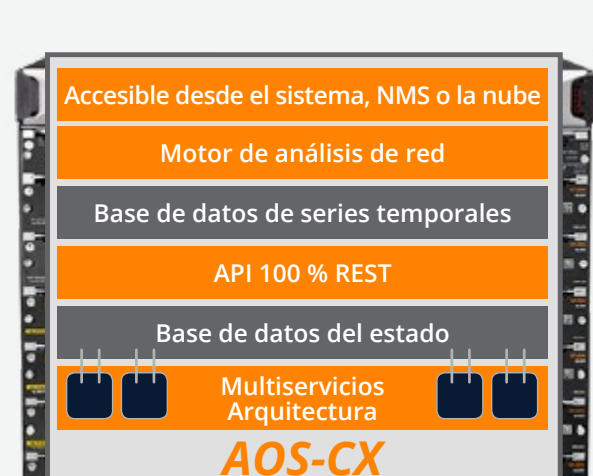 Accesible desde el sistema, NMS o la nube
Motor de análisis de red
Base de datos de series temporales
API 100 % REST
Base de datos del estado
Multiservicios
Arquitectura
AOS-CX